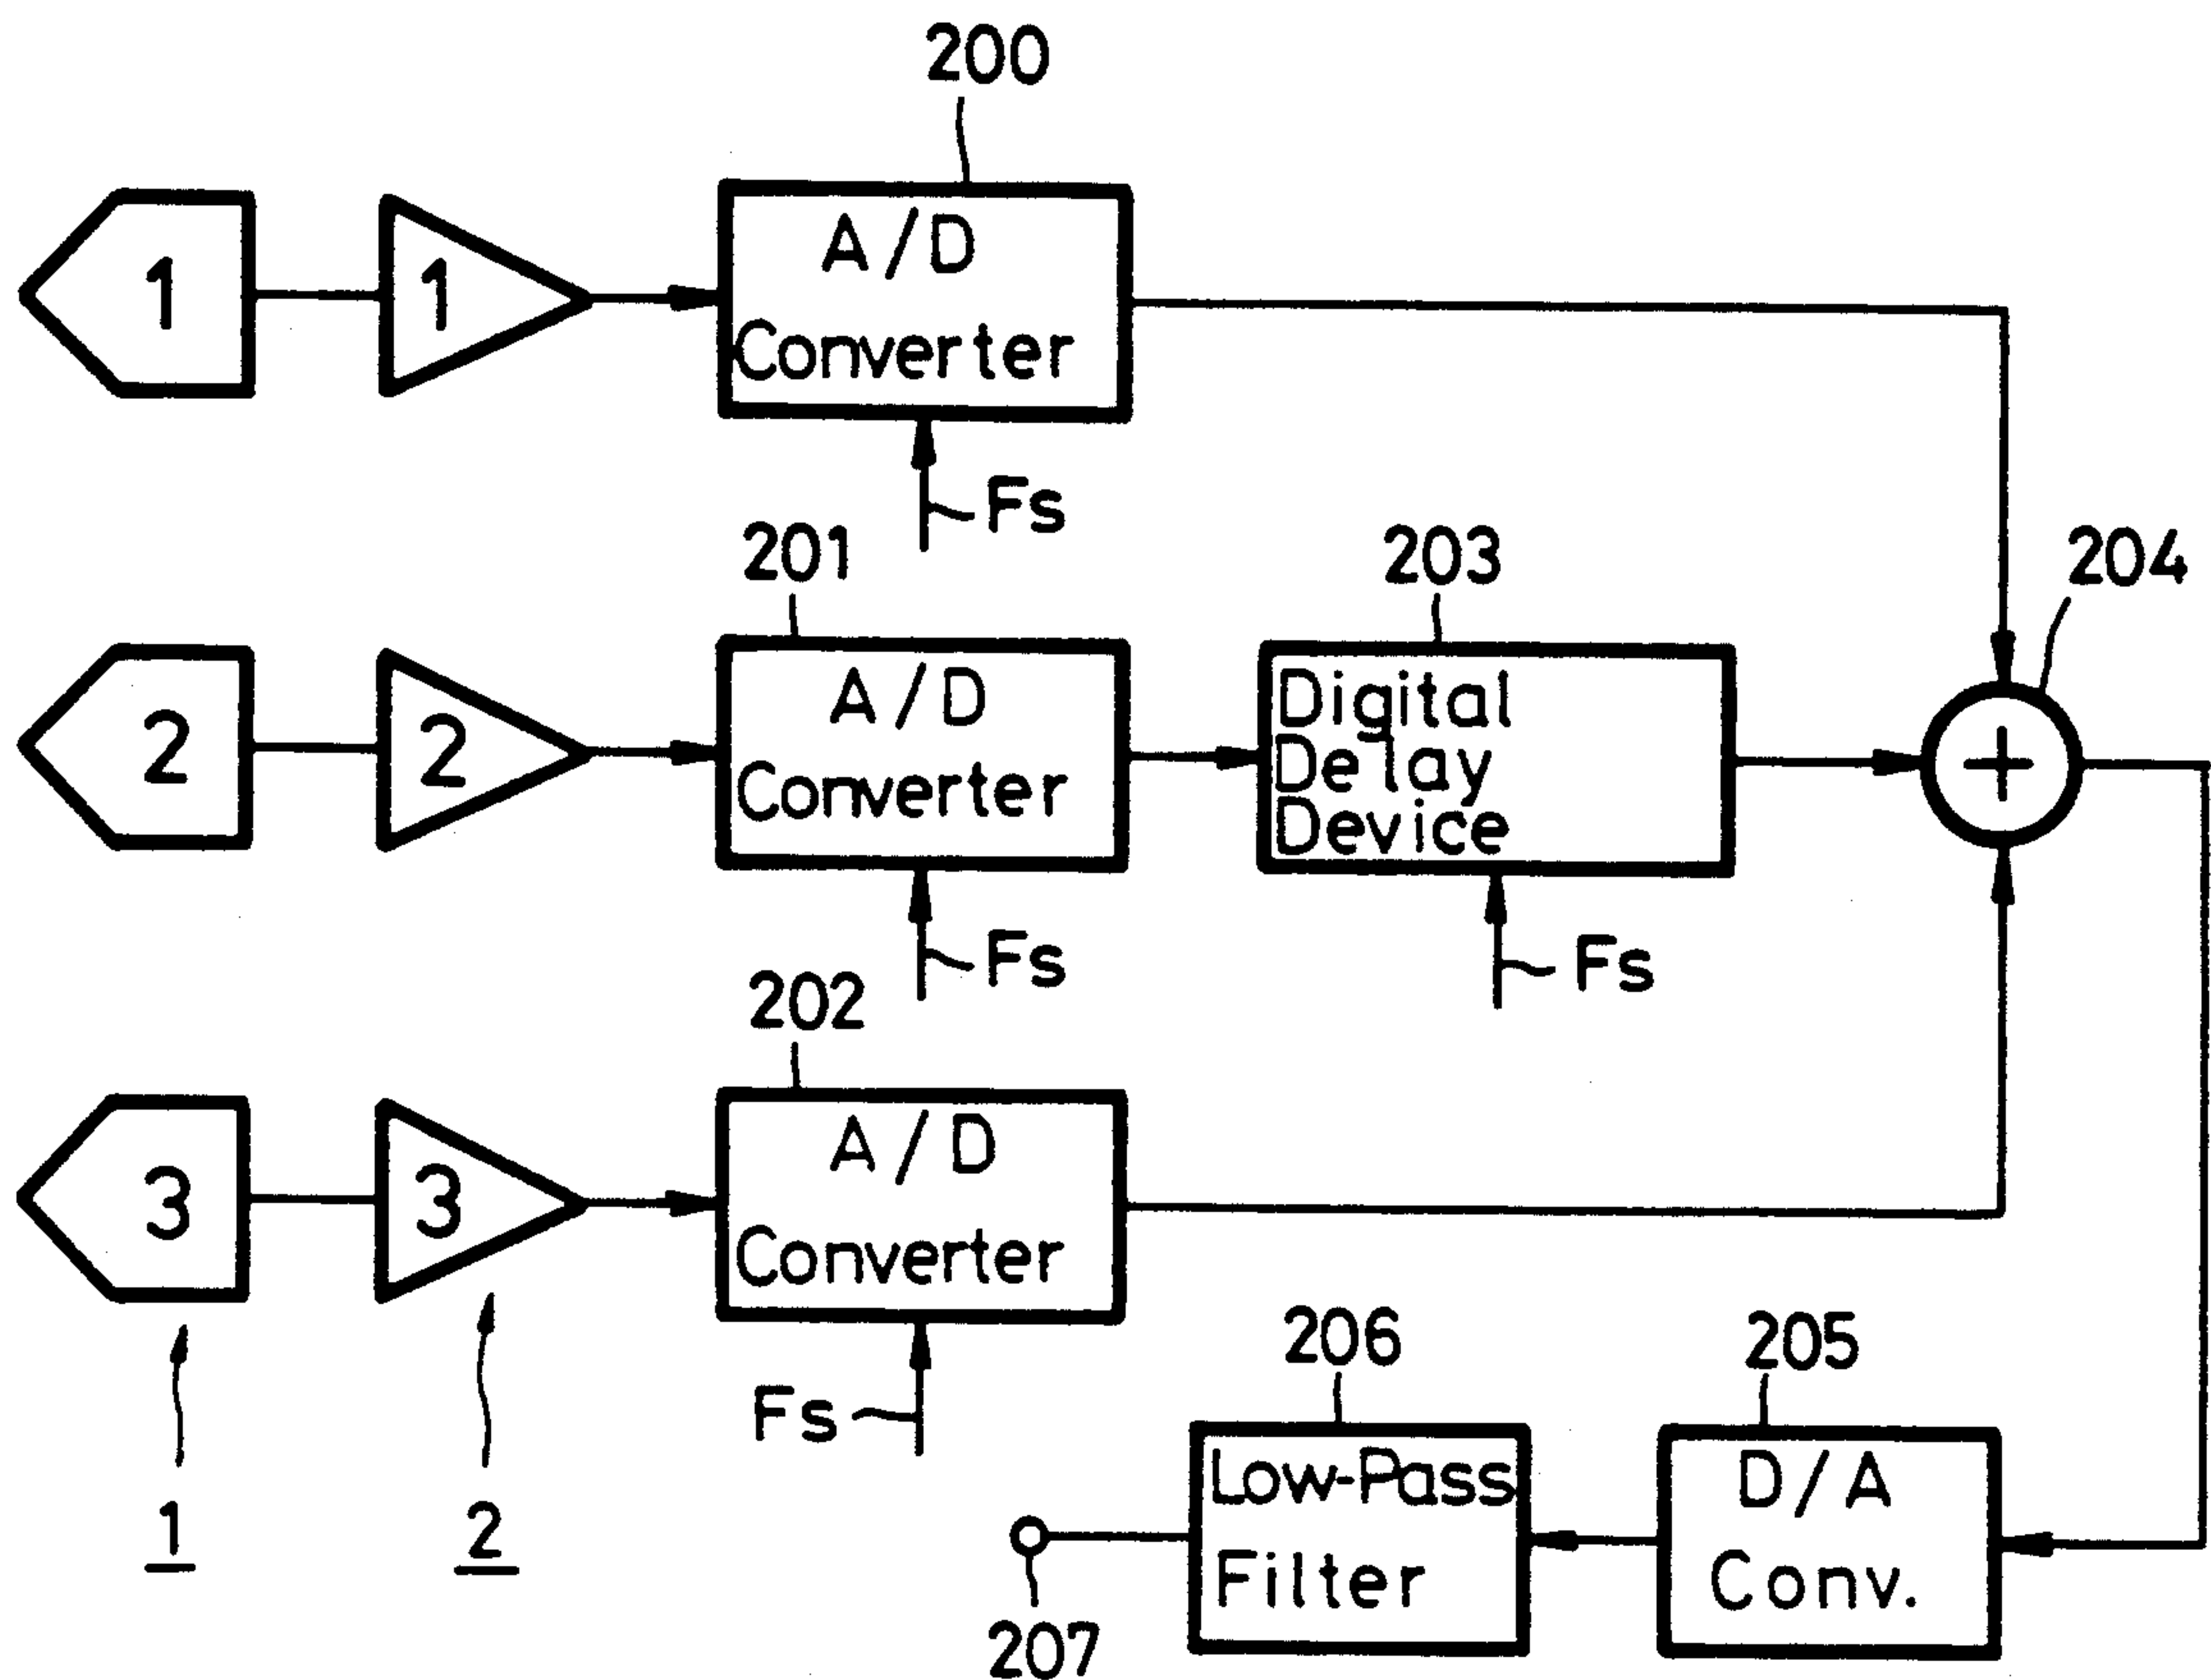 200
1
1
A/D
Converter
Fs
201
203
204
2
2
A/D
Converter
Digital
Delay
Device
+
Fs
Fs
202
3
3
A/D
Converter
Fs
206
205
Low-Pass
Filter
D/A
Conv.
1
2
207